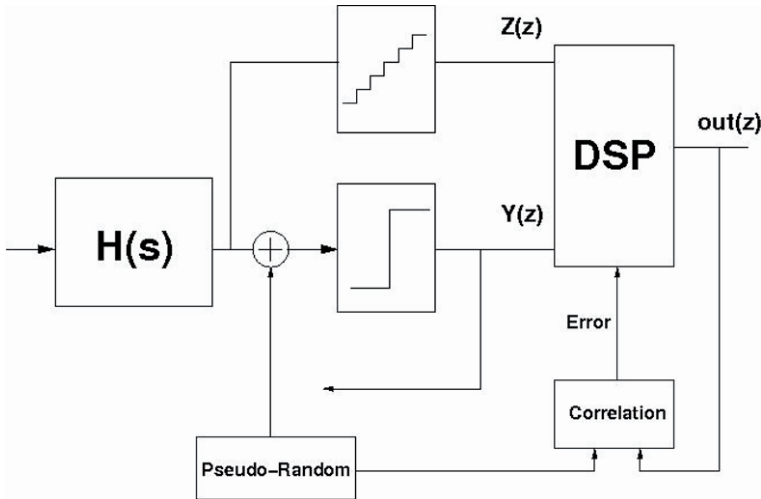 Z(z)
out(z)
DSP
H(s)
Y(z)
Error
Correlation
Pseudo-Random